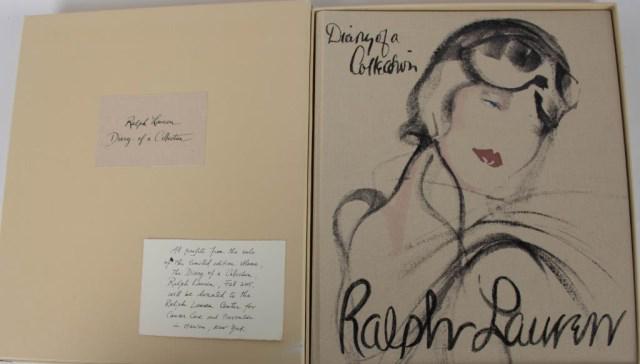 Ralph Lauren
Diary of a Collection
All profits from the sale
of this limited edition volume,
The Diary of a Collection,
Ralph Lauren, Fall 2005,
will be donated to the
Ralph Lauren Center for
Cancer Care and Prevention
in Harlem, New York.
Diary of a
Collection
Ralph Lauren